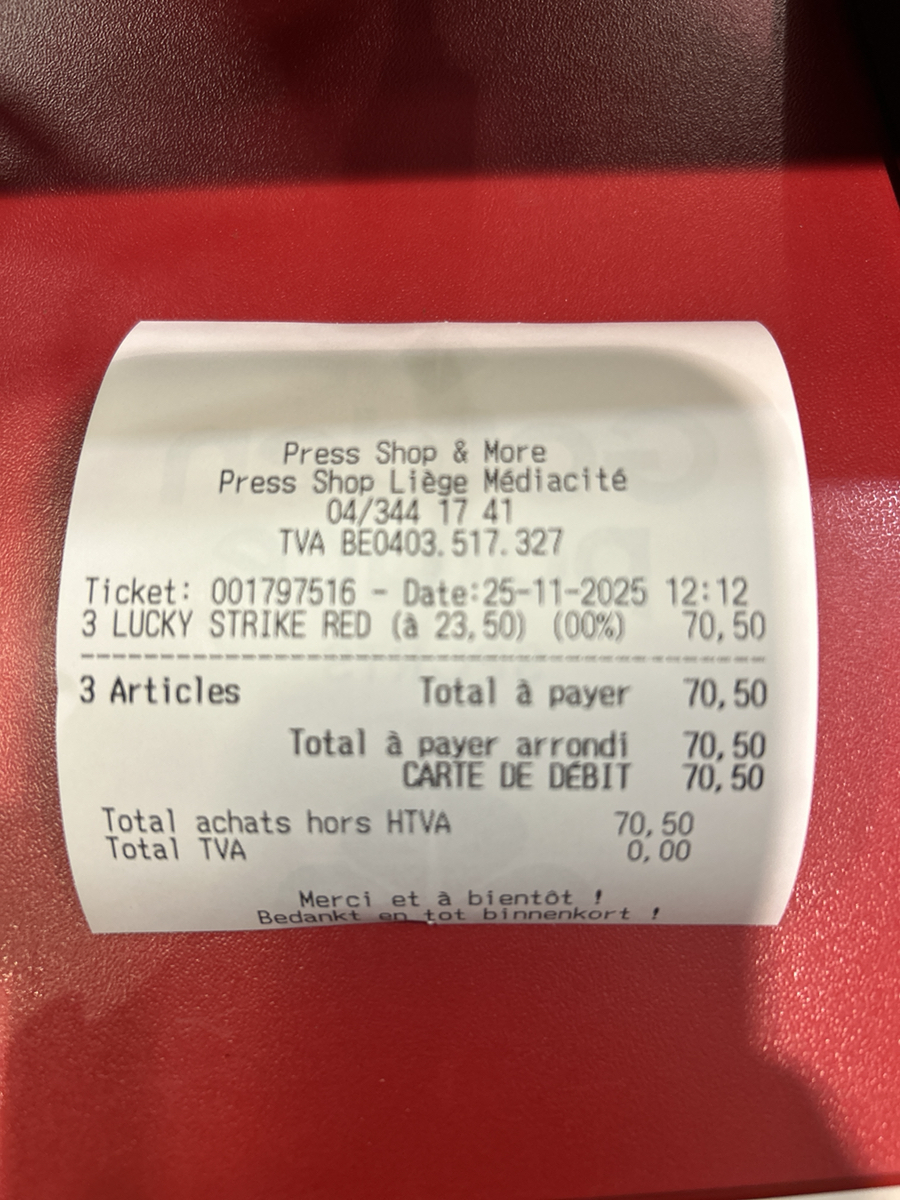 Press Shop & More
Press Shop Liège Médiacité
04/344 17 41
TVA BE0403.517.327
Ticket: 001797516 - Date:25-11-2025 12:12
3 LUCKY STRIKE RED (à 23,50) (00%) 70,50
3 Articles Total à payer 70,50
Total à payer arrondi 70,50
CARTE DE DÉBIT 70,50
Total achats hors HTVA 70,50
Total TVA 0,00
Merci et à bientôt !
Bedankt en tot binnenkort !